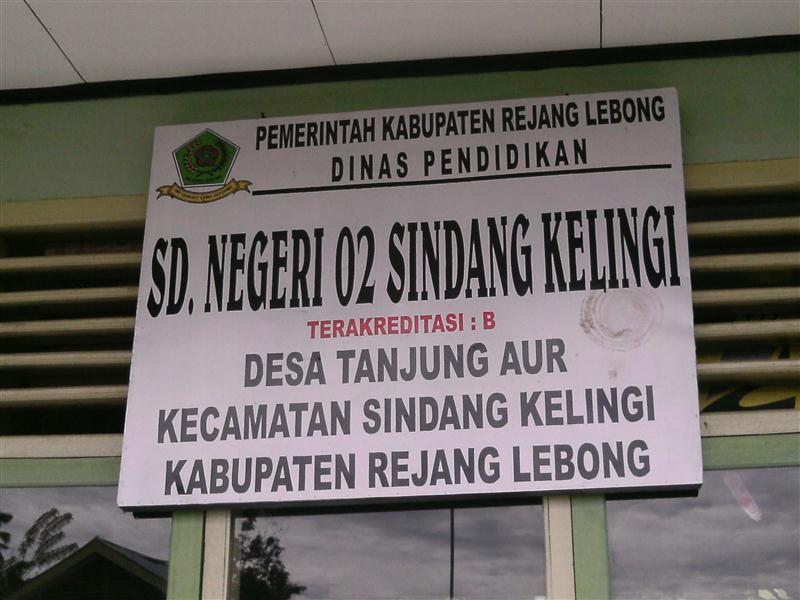 PEMERINTAH KABUPATEN REJANG LEBONG
DINAS PENDIDIKAN
SD. NEGERI 02 SINDANG KELINGI
TERAKREDITASI : B
DESA TANJUNG AUR
KECAMATAN SINDANG KELINGI
KABUPATEN REJANG LEBONG